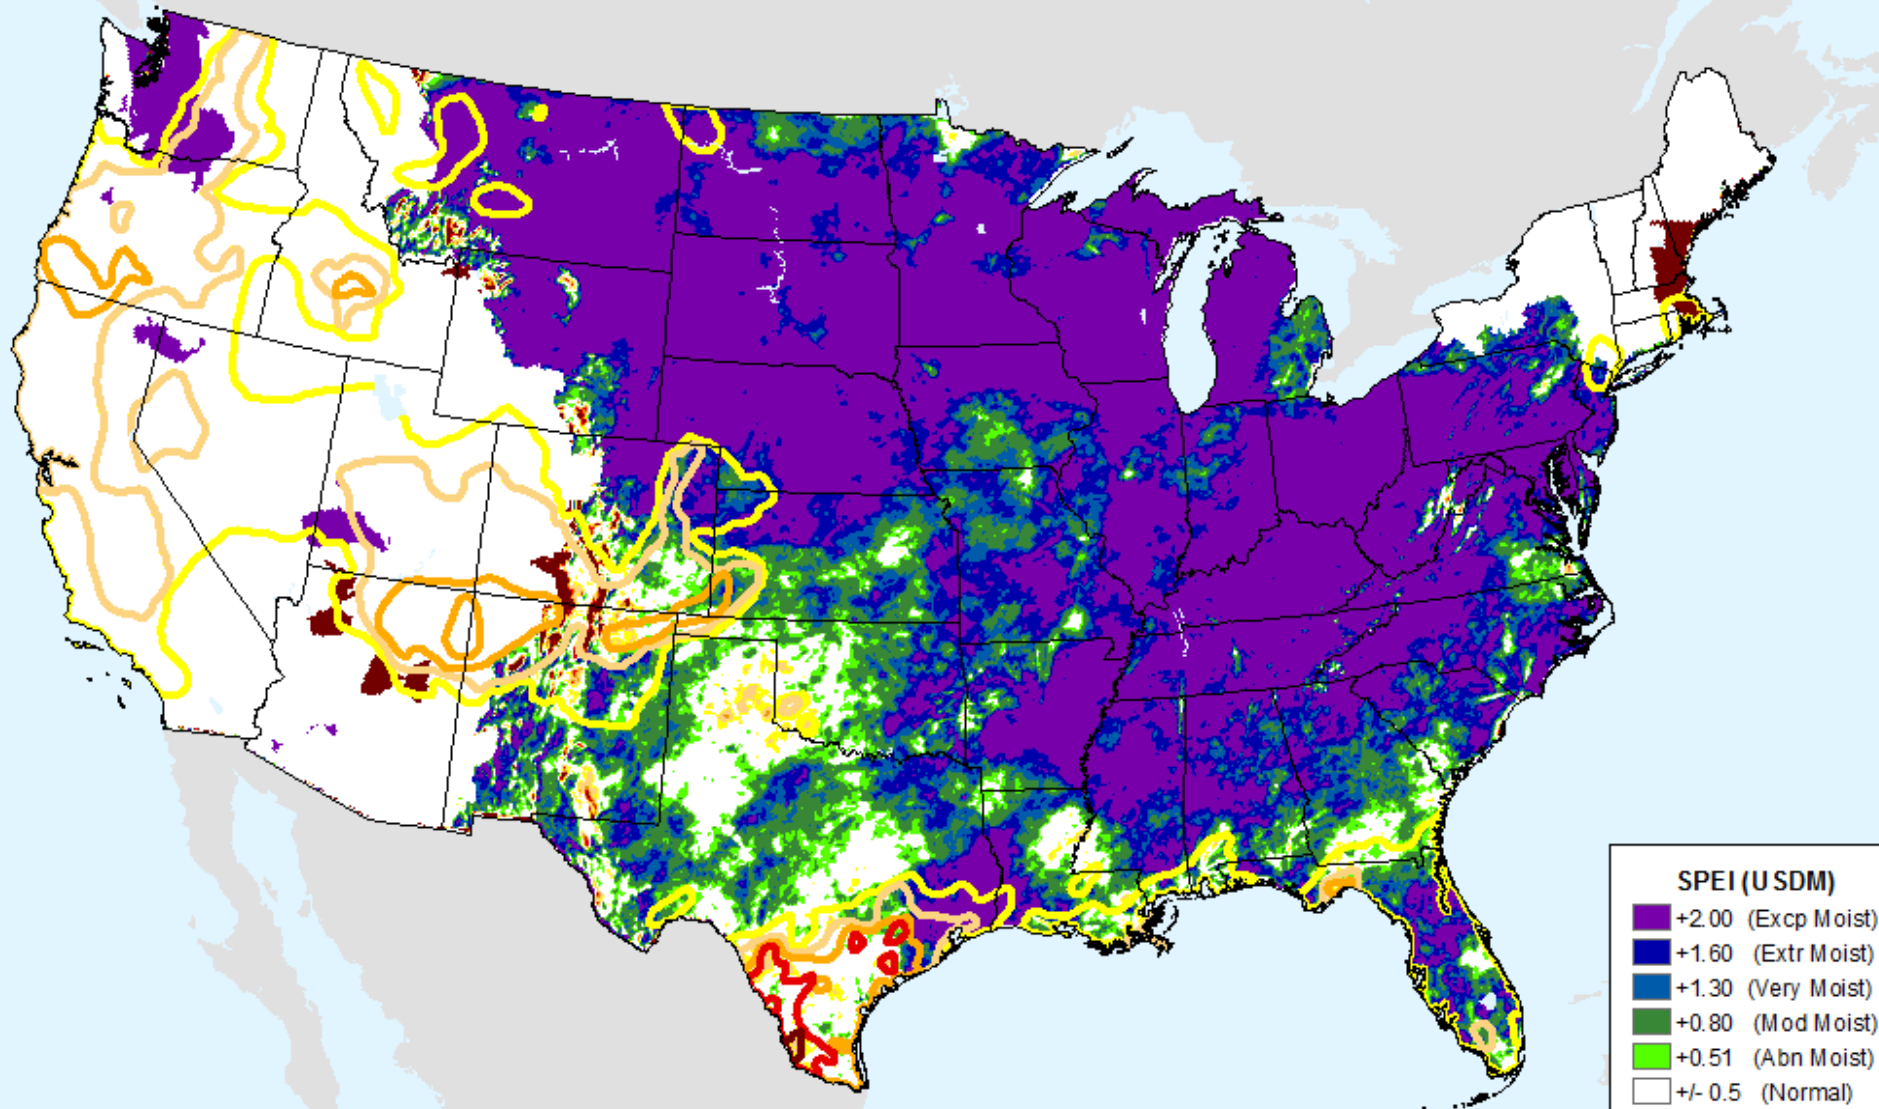 SPEI (USDM)
+2.00 (Excp Moist)
+1.60 (Extr Moist)
+1.30 (Very Moist)
+0.80 (Mod Moist)
+0.51 (Abn Moist)
+/- 0.5 (Normal)